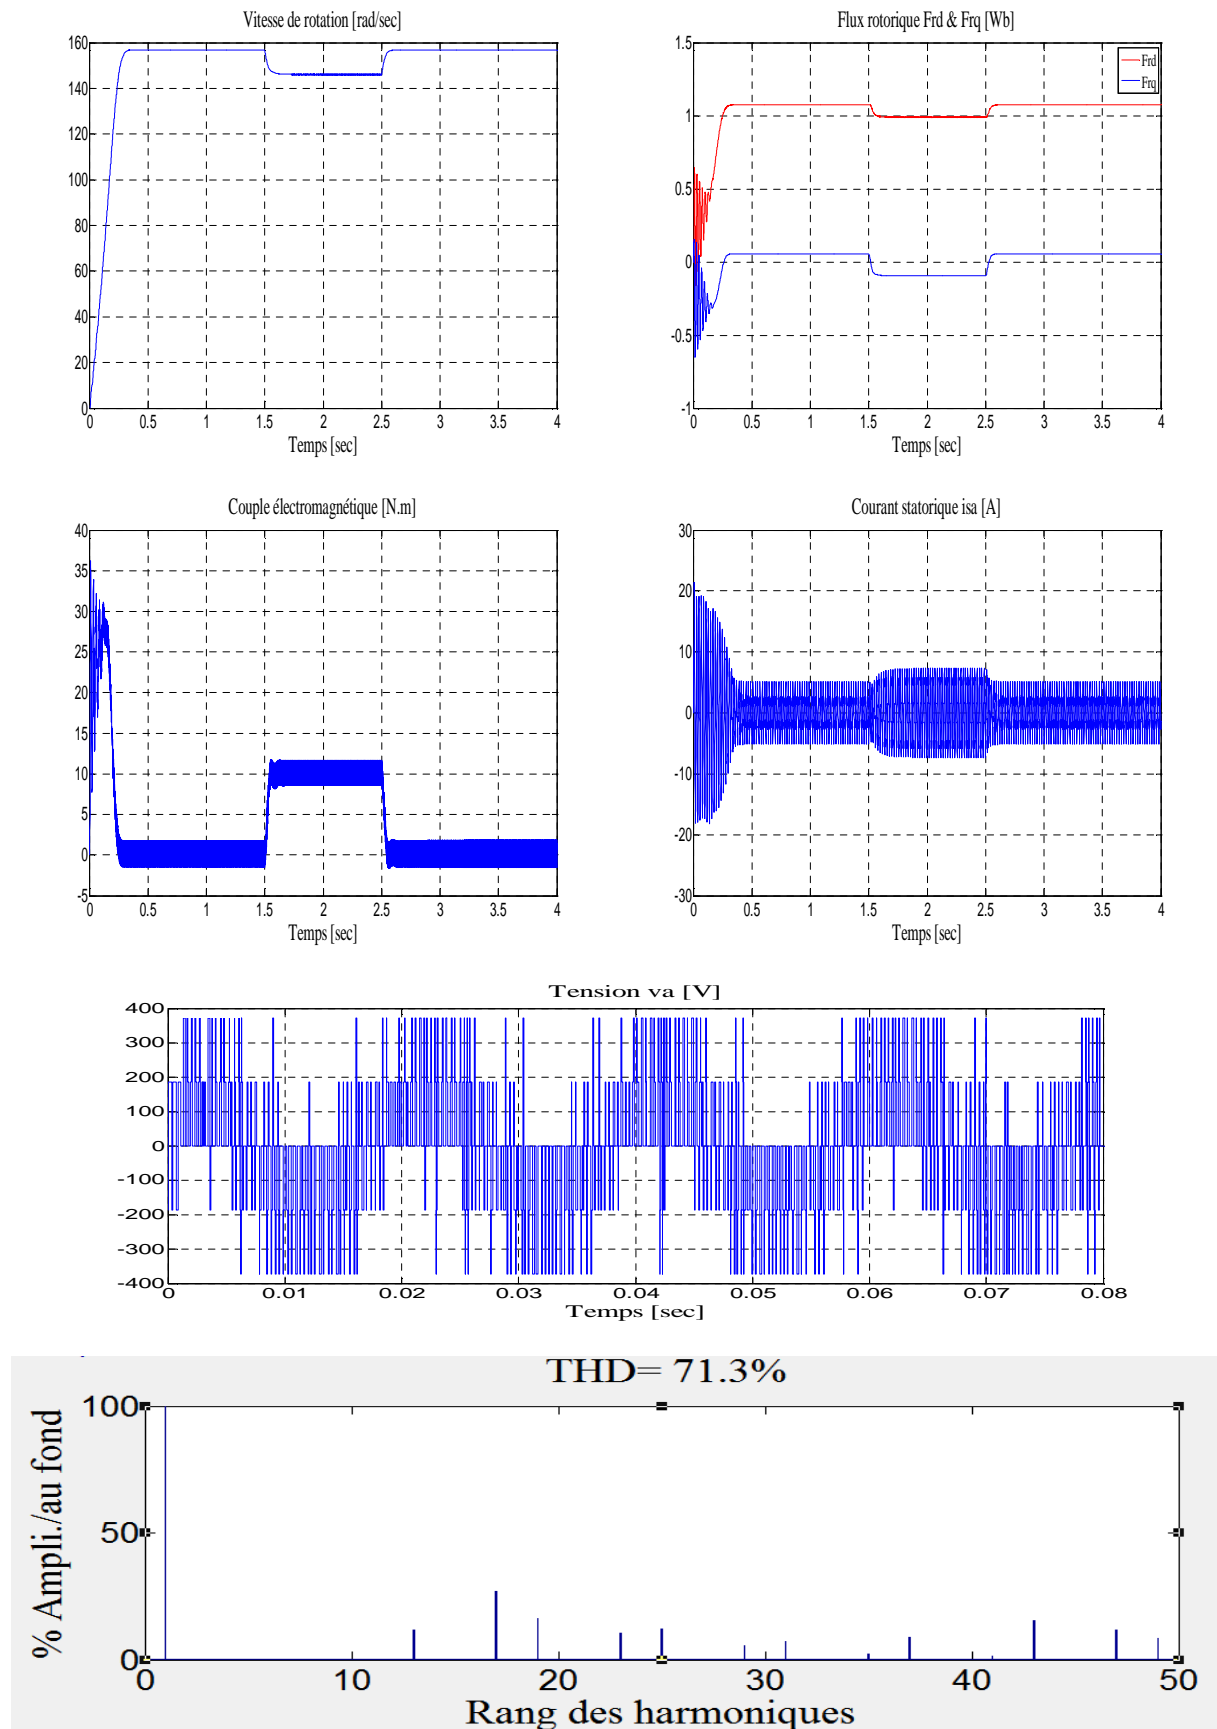 Vitesse de rotation [rad/sec]
160
140
120
100
80
60
40
20
0
0 0.5 1 1.5 2 2.5 3 3.5 4
Temps [sec]
Flux rotorique Frd & Frq [Wb]
1.5
1
0.5
0
-0.5
-1
Frd
Frq
0 0.5 1 1.5 2 2.5 3 3.5 4
Temps [sec]
Couple électromagnétique [N.m]
40
35
30
25
20
15
10
5
0
-5
0 0.5 1 1.5 2 2.5 3 3.5 4
Temps [sec]
Courant statorique isa [A]
30
20
10
0
-10
-20
-30
0 0.5 1 1.5 2 2.5 3 3.5 4
Temps [sec]
Tension va [V]
400
300
200
100
0
-100
-200
-300
-400
0 0.01 0.02 0.03 0.04 0.05 0.06 0.07 0.08
Temps [sec]
THD= 71.3%
% Ampli./au fond
100
50
0
0 10 20 30 40 50
Rang des harmoniques